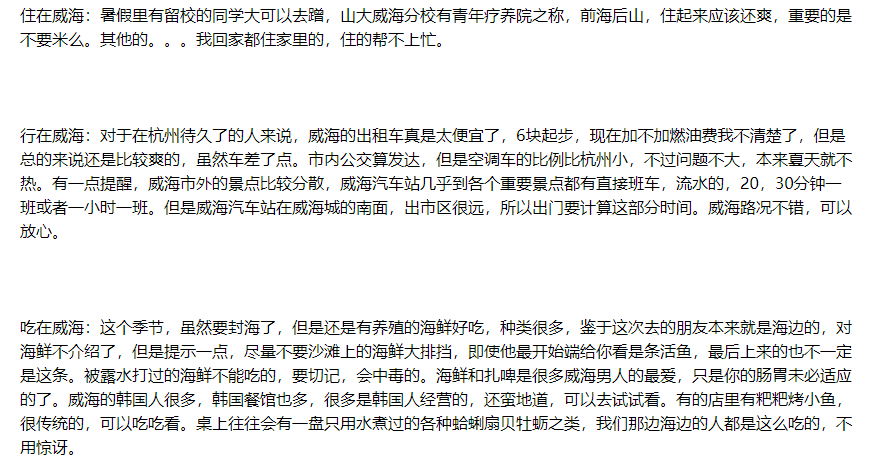 住在威海：暑假里有留校的同学大可以去蹭，山大威海分校有青年疗养院之称，前海后山，住起来应该还爽，重要的是
不要米么。其他的。。。我回家都住家里的，住的帮不上忙。
行在威海：对于在杭州待久了的人来说，威海的出租车真是太便宜了，6块起步，现在加不加燃油费我不清楚了，但是
总的来说还是比较爽的，虽然车差了点。市内公交算发达，但是空调车的比例比杭州小，不过问题不大，本来夏天就不
热。有一点提醒，威海市外的景点比较分散，威海汽车站几乎到各个重要景点都有直接班车，流水的，20，30分钟一
班或者一小时一班。但是威海汽车站在威海城的南面，出市区很远，所以出门要计算这部分时间。威海路况不错，可以
放心。
吃在威海：这个季节，虽然要封海了，但是还是有养殖的海鲜好吃，种类很多，鉴于这次去的朋友本来就是海边的，对
海鲜不介绍了，但是提示一点，尽量不要沙滩上的海鲜大排挡，即使他最开始端给你看是条活鱼，最后上来的也不一定
是这条。被露水打过的海鲜不能吃的，要切记，会中毒的。海鲜和扎啤是很多威海男人的最爱，只是你的肠胃未必适应
的了。威海的韩国人很多，韩国餐馆也多，很多是韩国人经营的，还蛮地道，可以去试试看。有的店里有粑粑烤小鱼，
很传统的，可以吃吃看。桌上往往会有一盘只用水煮过的各种蛤蜊扇贝牡蛎之类，我们那边海边的人都是这么吃的，不
用惊讶。